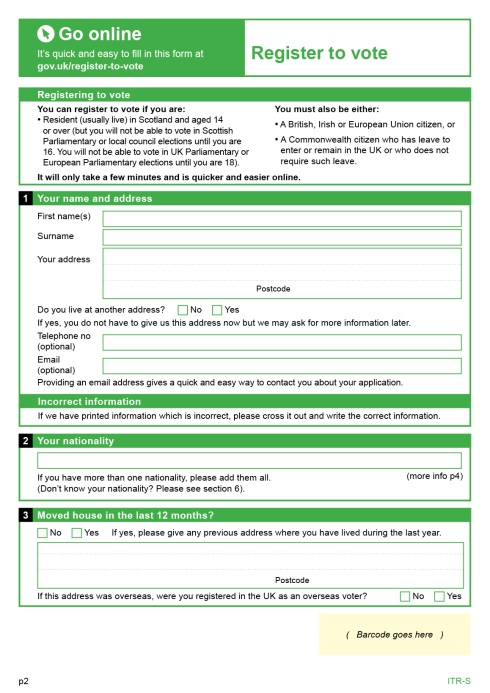 Go online
It's quick and easy to fill in this form at
gov.uk/register-to-vote
Register to vote
Registering to vote
You can register to vote if you are:
• Resident (usually live) in Scotland and aged 14
or over (but you will not be able to vote in Scottish
Parliamentary or local council elections until you are
16. You will not be able to vote in UK Parliamentary or
European Parliamentary elections until you are 18).
You must also be either:
• A British, Irish or European Union citizen, or
• A Commonwealth citizen who has leave to
enter or remain in the UK or who does not
require such leave.
It will only take a few minutes and is quicker and easier online.
1 Your name and address
First name(s)
Surname
Your address
Postcode
Do you live at another address? No Yes
If yes, you do not have to give us this address now but we may ask for more information later.
Telephone no
(optional)
Email
(optional)
Providing an email address gives a quick and easy way to contact you about your application.
Incorrect information
If we have printed information which is incorrect, please cross it out and write the correct information.
2 Your nationality
If you have more than one nationality, please add them all. (more info p4)
(Don't know your nationality? Please see section 6).
3 Moved house in the last 12 months?
No Yes If yes, please give any previous address where you have lived during the last year.
Postcode
If this address was overseas, were you registered in the UK as an overseas voter? No Yes
( Barcode goes here )
p2 ITR-S